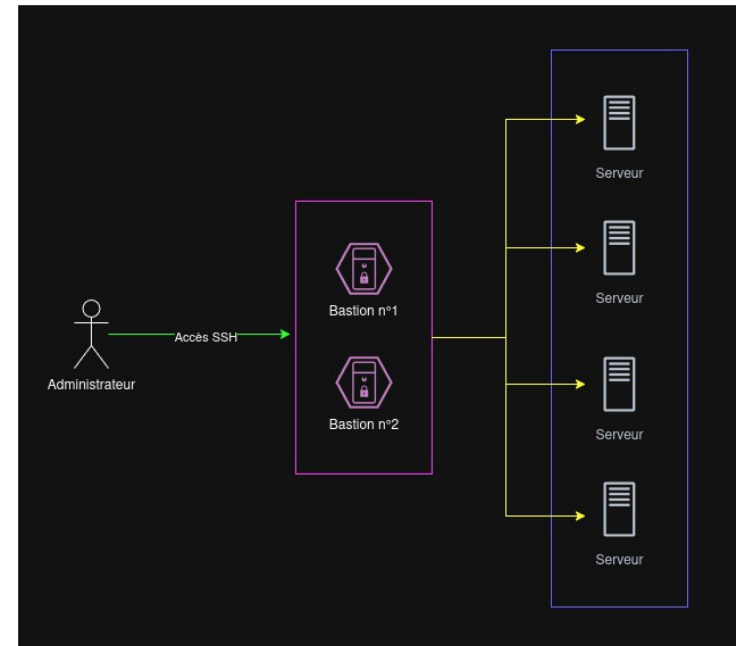 Administrateur
Accès SSH
Bastion n°1
Bastion n°2
Serveur
Serveur
Serveur
Serveur